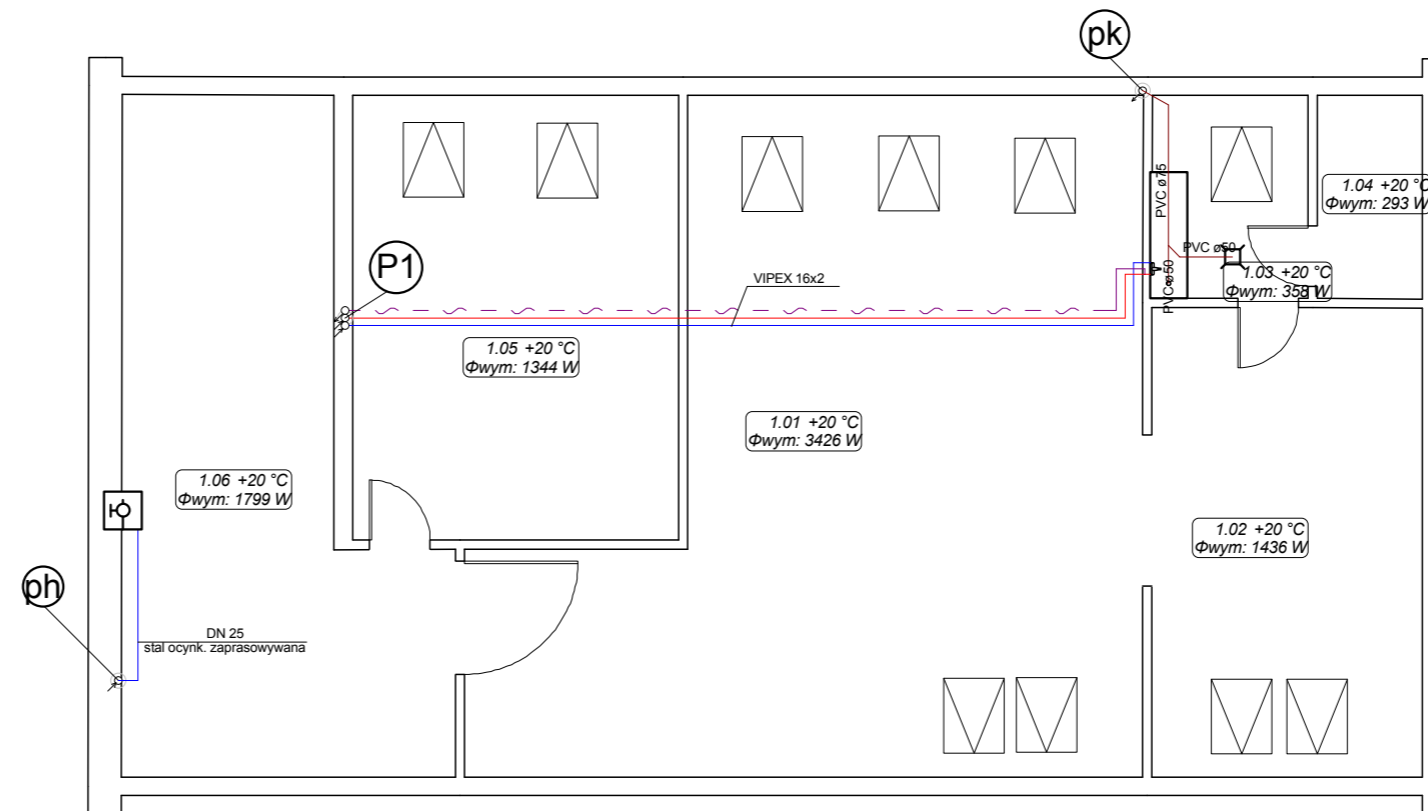 pk
1.04 +20 °C
Φwym: 293 W
PVC ø75
PVC ø50
1.03 +20 °C
Φwym: 358 W
PVC ø50
P1
VIPEX 16x2
1.05 +20 °C
Φwym: 1344 W
1.01 +20 °C
Φwym: 3426 W
1.06 +20 °C
Φwym: 1799 W
1.02 +20 °C
Φwym: 1436 W
ph
DN 25
stal ocynk. zaprasowywana